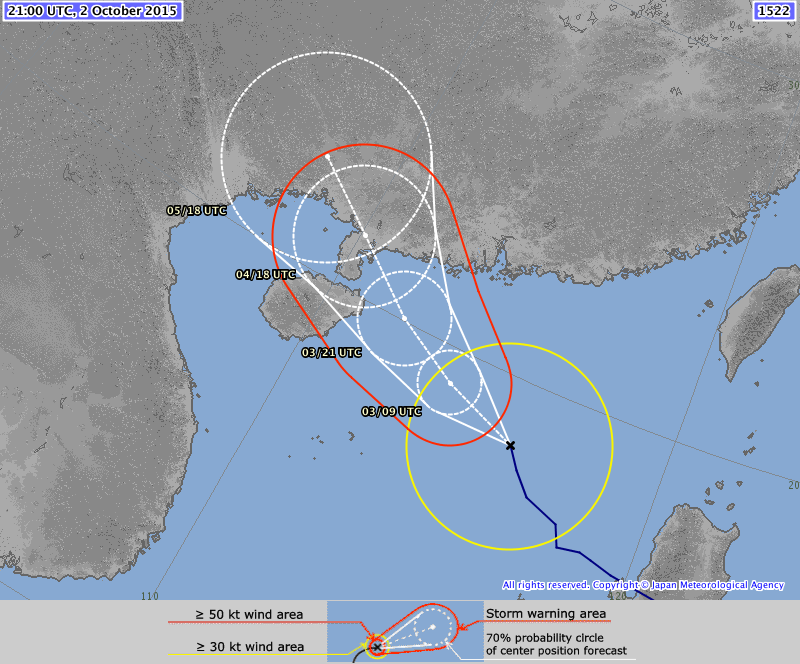 21:00 UTC, 2 October 2015
1522
30
05/18 UTC
04/18 UTC
03/21 UTC
03/09 UTC
20
All rights reserved. Copyright © Japan Meteorological Agency
110
120
≥ 50 kt wind area
Storm warning area
≥ 30 kt wind area
70% probability circle
of center position forecast